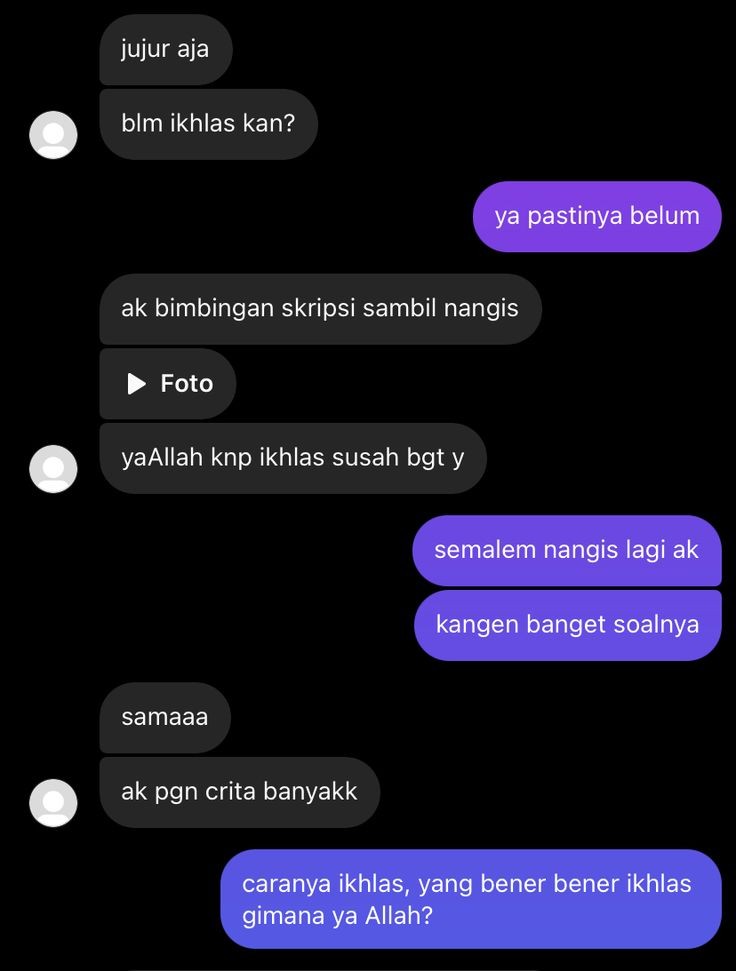 jujur aja
blm ikhlas kan?
ya pastinya belum
ak bimbingan skripsi sambil nangis
Foto
yaAllah knp ikhlas susah bgt y
semalem nangis lagi ak
kangen banget soalnya
samaaa
ak pgn crita banyakk
caranya ikhlas, yang bener bener ikhlas
gimana ya Allah?